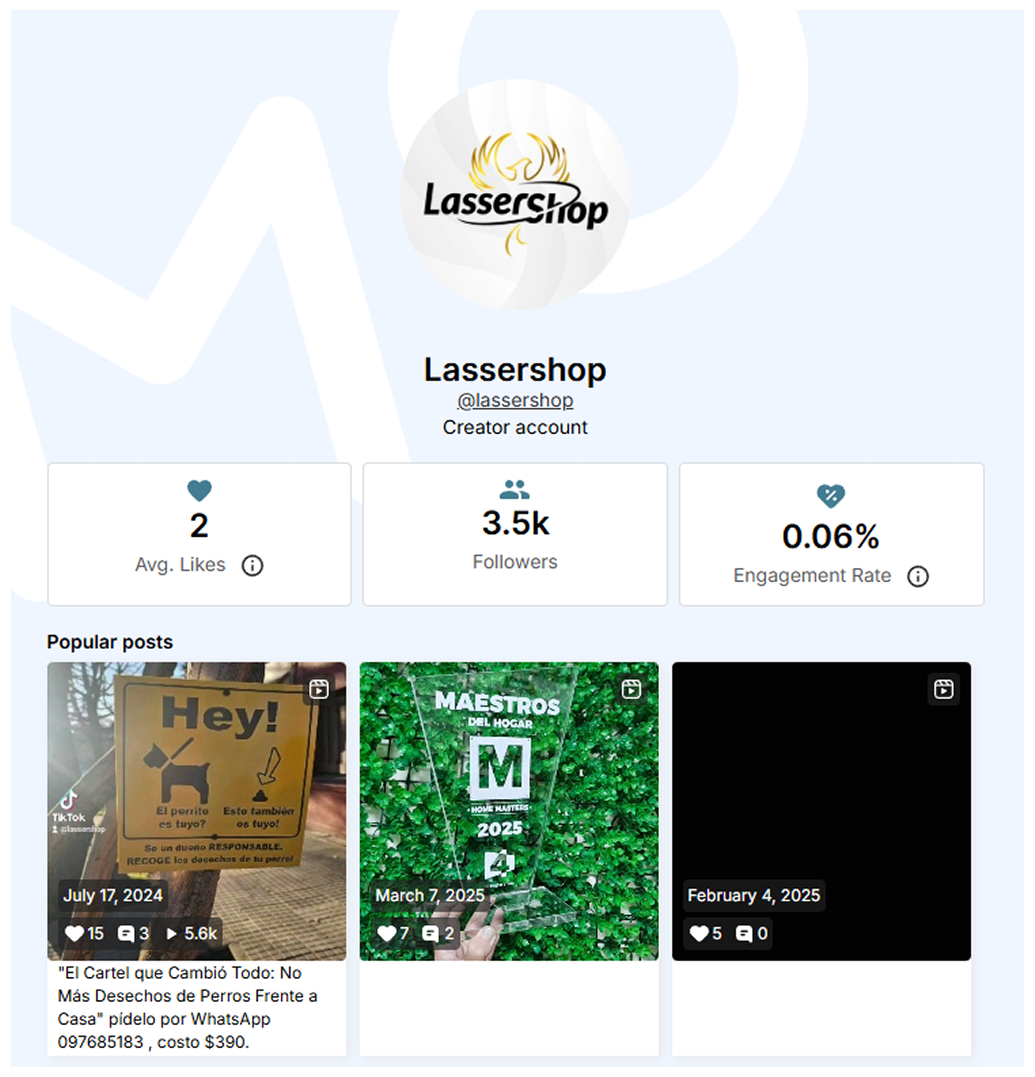 Lassershop
Lassershop
@lassershop
Creator account
2
Avg. Likes
3.5k
Followers
0.06%
Engagement Rate
Popular posts
Hey!
El perrito es tuyo?
Esto también es tuyo!
Se un dueño RESPONSABLE.
RECOGE los desechos de tu perro!
TikTok
@lassershop
July 17, 2024
15 3 5.6k
"El Cartel que Cambió Todo: No
Más Desechos de Perros Frente a
Casa" pídelo por WhatsApp
097685183 , costo $390.
MAESTROS
DEL HOGAR
M
HOME MASTERS
2025
4
March 7, 2025
7 2
February 4, 2025
5 0